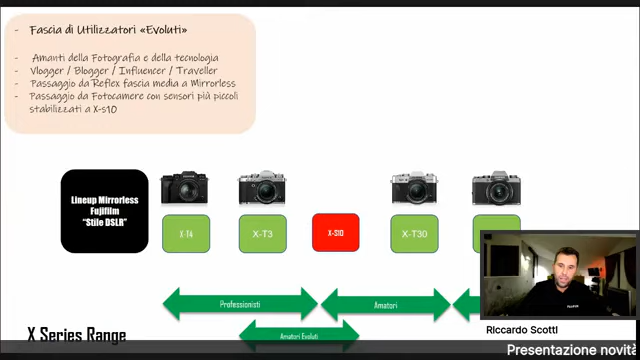 - Fascia di Utilizzatori «Evoluti»
- Amanti della Fotografia e della tecnologia
- Vlogger / Blogger / Influencer / Traveller
- Passaggio da Reflex fascia media a Mirrorless
- Passaggio da Fotocamere con sensori più piccoli
stabilizzati a X-s10
Lineup Mirrorless
Fujifilm
"Stile DSLR"
X-T4
X-T3
X-S10
X-T30
Professionisti
Amatori
Amatori Evoluti
X Series Range
Riccardo Scotti
Presentazione novità